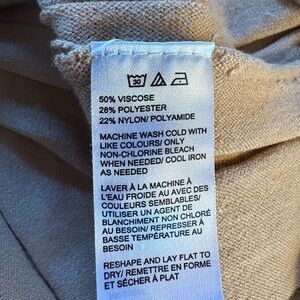 30
50% VISCOSE
28% POLYESTER
22% NYLON/ POLYAMIDE
MACHINE WASH COLD WITH
LIKE COLOURS/ ONLY
NON-CHLORINE BLEACH
WHEN NEEDED/ COOL IRON
AS NEEDED
LAVER À LA MACHINE À
L'EAU FROIDE AU AVEC DES
COULEURS SEMBLABLES/
UTILISER UN AGENT DE
BLANCHIMENT NON CHLORÉ
AU BESOIN/ REPASSER À
BASSE TEMPÉRATURE AU
BESOIN
RESHAPE AND LAY FLAT TO
DRY/ REMETTRE EN FORME
ET SÉCHER À PLAT